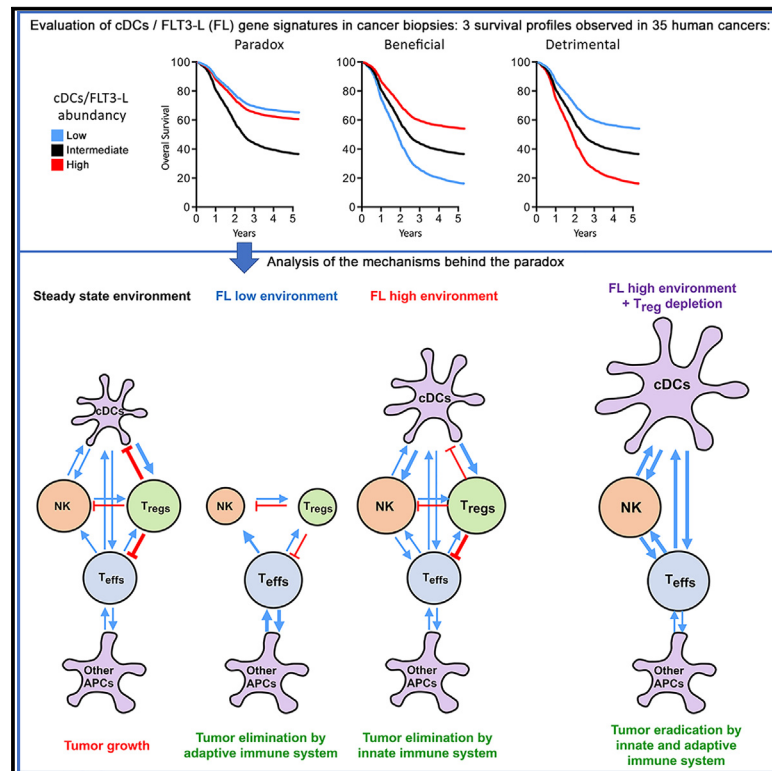 Evaluation of cDCs / FLT3-L (FL) gene signatures in cancer biopsies: 3 survival profiles observed in 35 human cancers:
Paradox
Beneficial
Detrimental
cDCs/FLT3-L
abundancy
Low
Intermediate
High
Overal Survival
100
80
60
40
20
0
0 1 2 3 4 5
Years
100
80
60
40
20
0
0 1 2 3 4 5
Years
100
80
60
40
20
0
0 1 2 3 4 5
Years
Analysis of the mechanisms behind the paradox
Steady state environment
cDCs
NK
Tregs
Teffs
Other
APCs
Tumor growth
FL low environment
NK
Tregs
Teffs
Other
APCs
Tumor elimination by
adaptive immune system
FL high environment
cDCs
NK
Tregs
Teffs
Other
APCs
Tumor elimination by
innate immune system
FL high environment
+ Treg depletion
cDCs
NK
Teffs
Other
APCs
Tumor eradication by
innate and adaptive
immune system